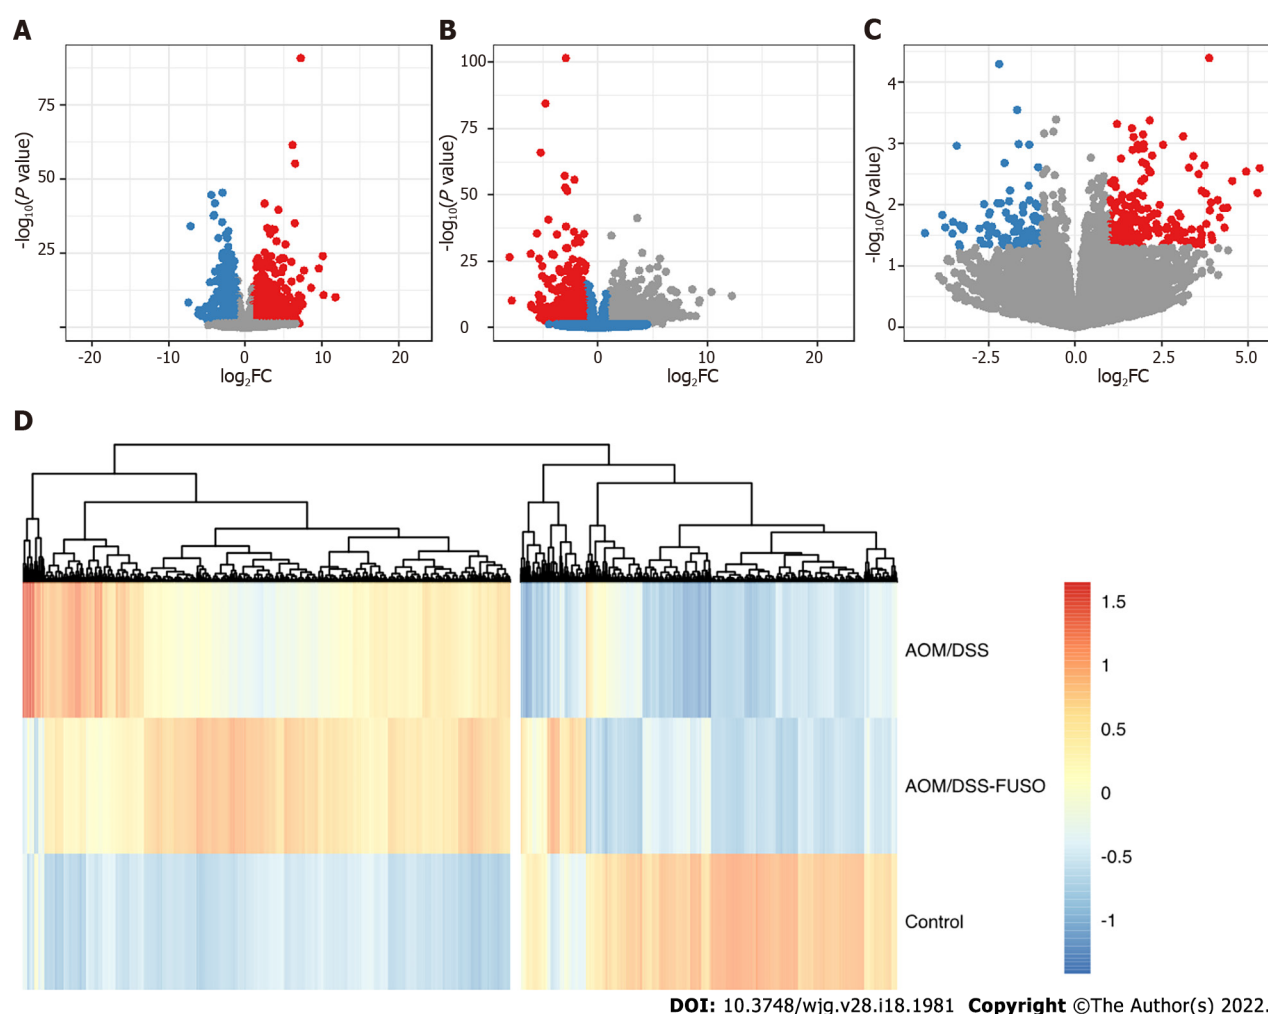 A
B
C
-log10(P value)
75
50
25
-20
-10
0
10
20
log2FC
-log10(P value)
100
75
50
25
0
0
10
20
log2FC
-log10(P value)
4
3
2
1
0
-2.5
0.0
2.5
5.0
log2FC
D
AOM/DSS
AOM/DSS-FUSO
Control
1.5
1
0.5
0
-0.5
-1
DOI: 10.3748/wjg.v28.i18.1981 Copyright ©The Author(s) 2022.